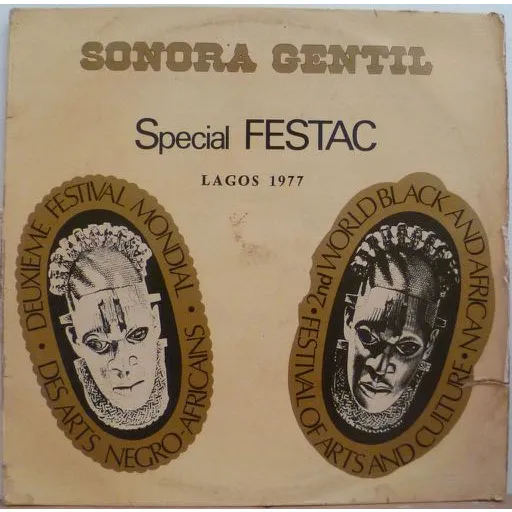 SONORA GENTIL
Special FESTAC
LAGOS 1977
DEUXIEME FESTIVAL MONDIAL •
DES ARTS NEGRO-AFRICAINS •
2nd WORLD BLACK AND AFRICAN •
FESTIVAL OF ARTS AND CULTURE •